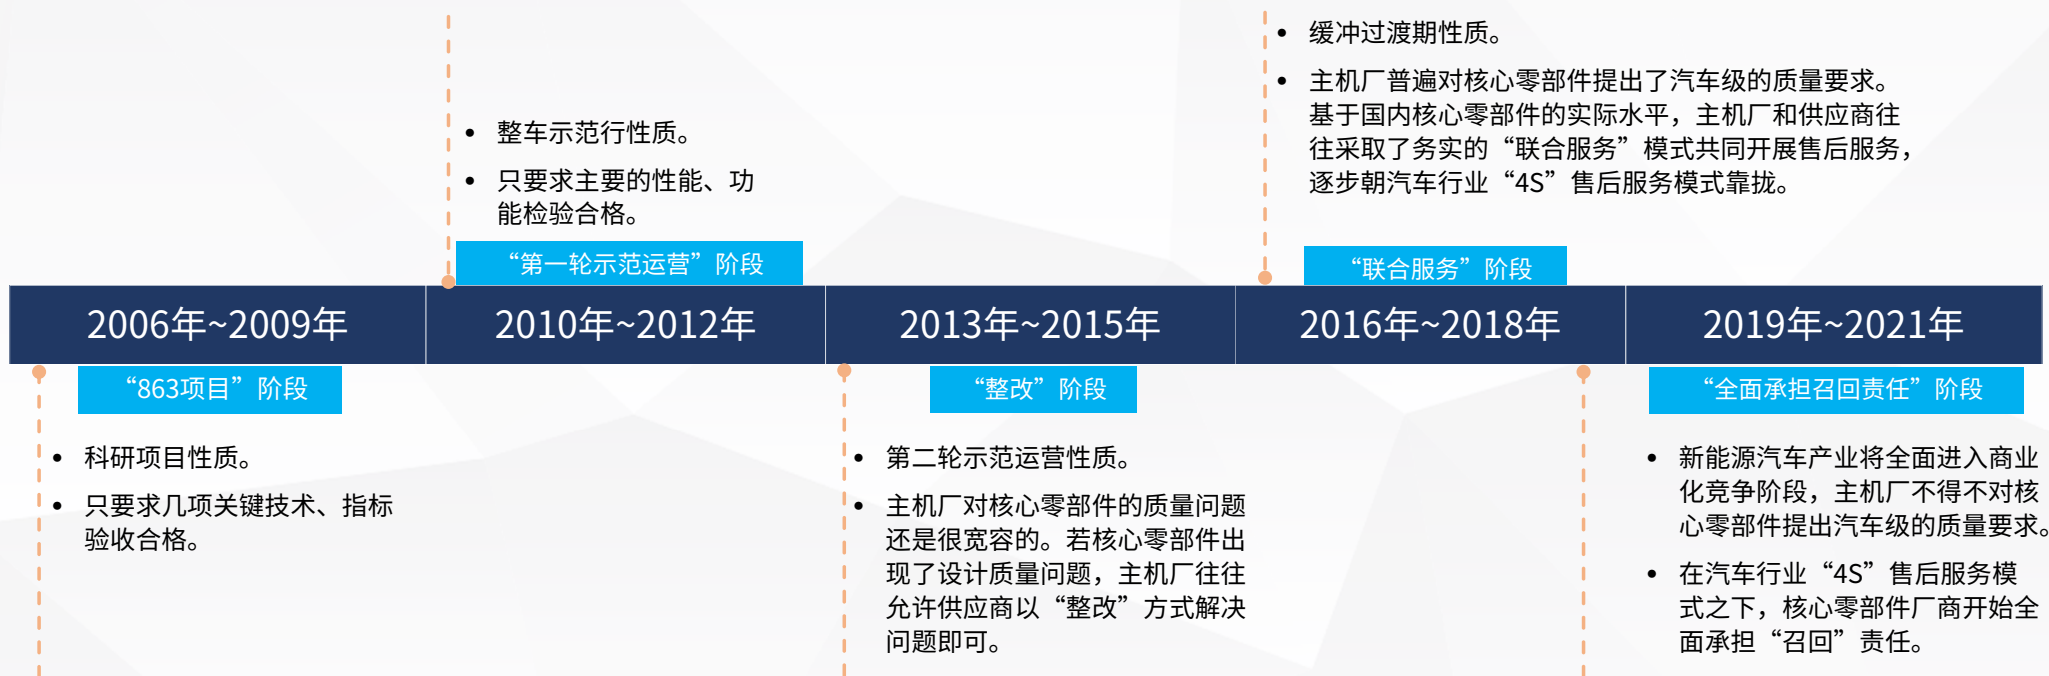 缓冲过渡期性质。
主机厂普遍对核心零部件提出了汽车级的质量要求。
基于国内核心零部件的实际水平，主机厂和供应商往
往采取了务实的“联合服务”模式共同开展售后服务，
逐步朝汽车行业“4S”售后服务模式靠拢。
整车示范行性质。
只要求主要的性能、功
能检验合格。
“第一轮示范运营”阶段
“联合服务”阶段
2006年~2009年
2010年~2012年
2013年~2015年
2016年~2018年
2019年~2021年
“863项目”阶段
“整改”阶段
“全面承担召回责任”阶段
科研项目性质。
只要求几项关键技术、指标
验收合格。
第二轮示范运营性质。
主机厂对核心零部件的质量问题
还是很宽容的。若核心零部件出
现了设计质量问题，主机厂往往
允许供应商以“整改”方式解决
问题即可。
新能源汽车产业将全面进入商业
化竞争阶段，主机厂不得不对核
心零部件提出汽车级的质量要求。
在汽车行业“4S”售后服务模
式之下，核心零部件厂商开始全
面承担“召回”责任。